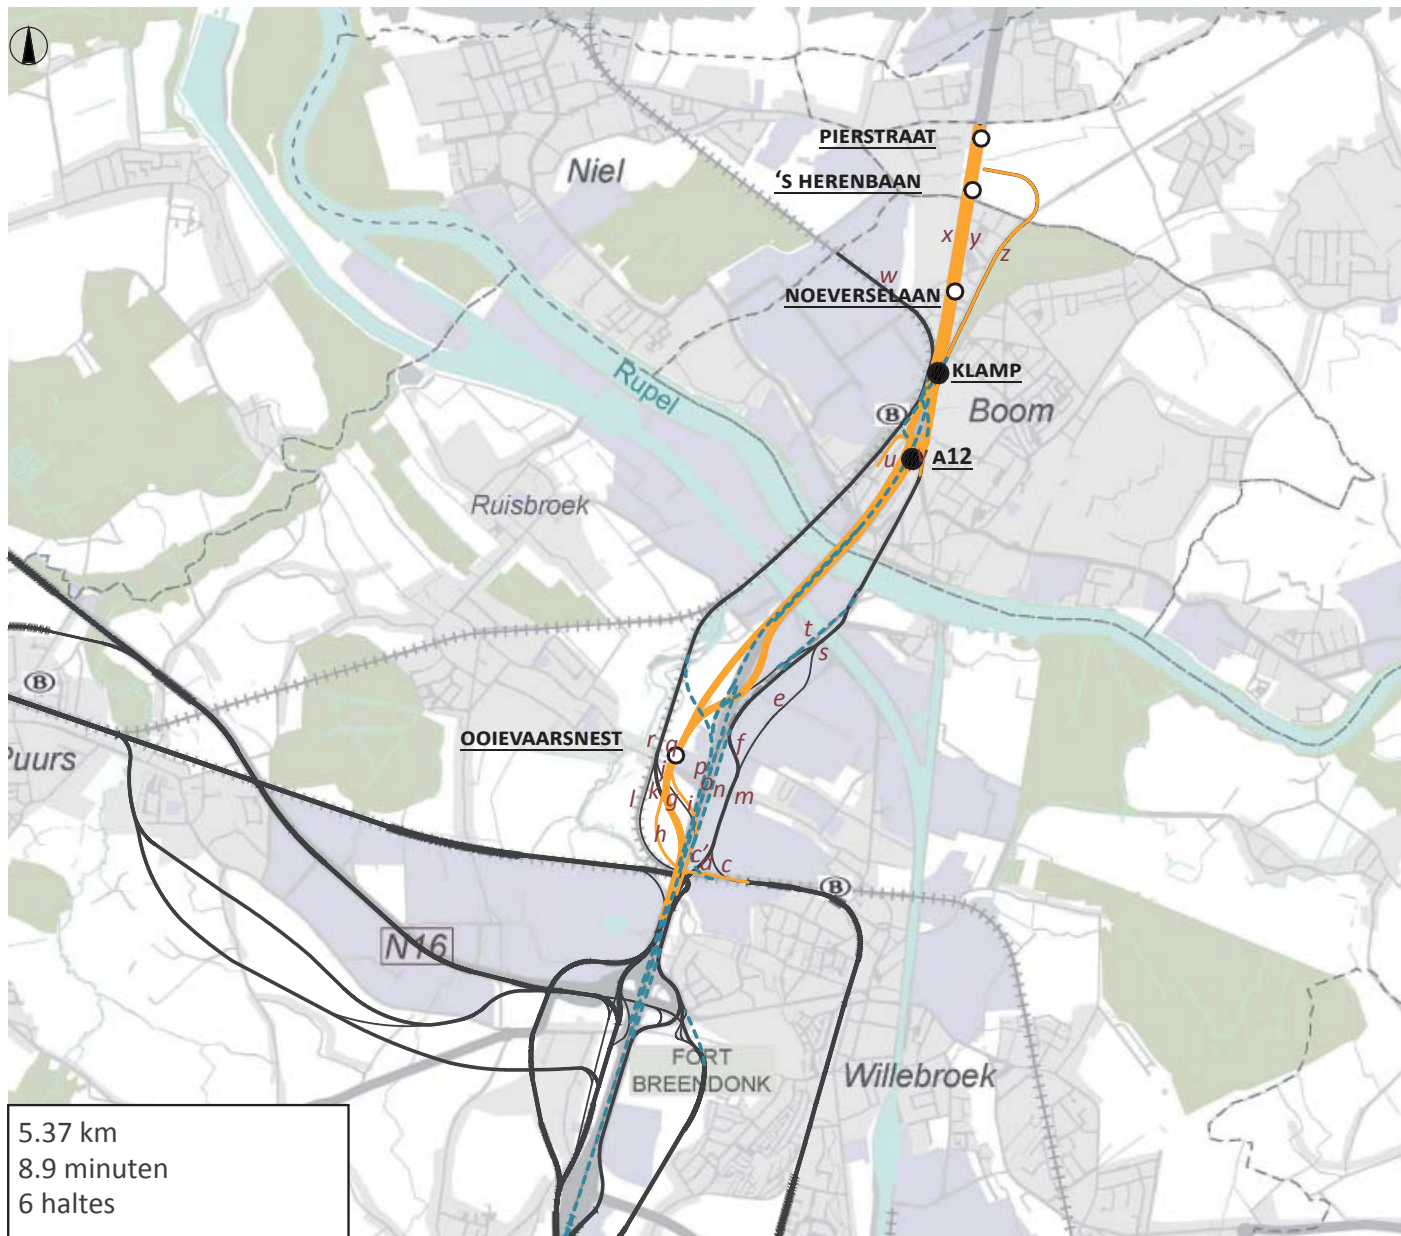 PIERSTRAAT
Niel
'S HERENBAAN
x
y
z
w
NOEVERSELAAN
Rupel
KLAMP
Boom
B
u
v
A12
Ruisbroek
t
s
B
e
OOIEVAARSNEST
r
q
f
Puurs
j
p
o
n
l
k
g
i
m
h
c'
d
c
B
N16
FORT
BREENDONK
Willebroek
5.37 km
8.9 minuten
6 haltes